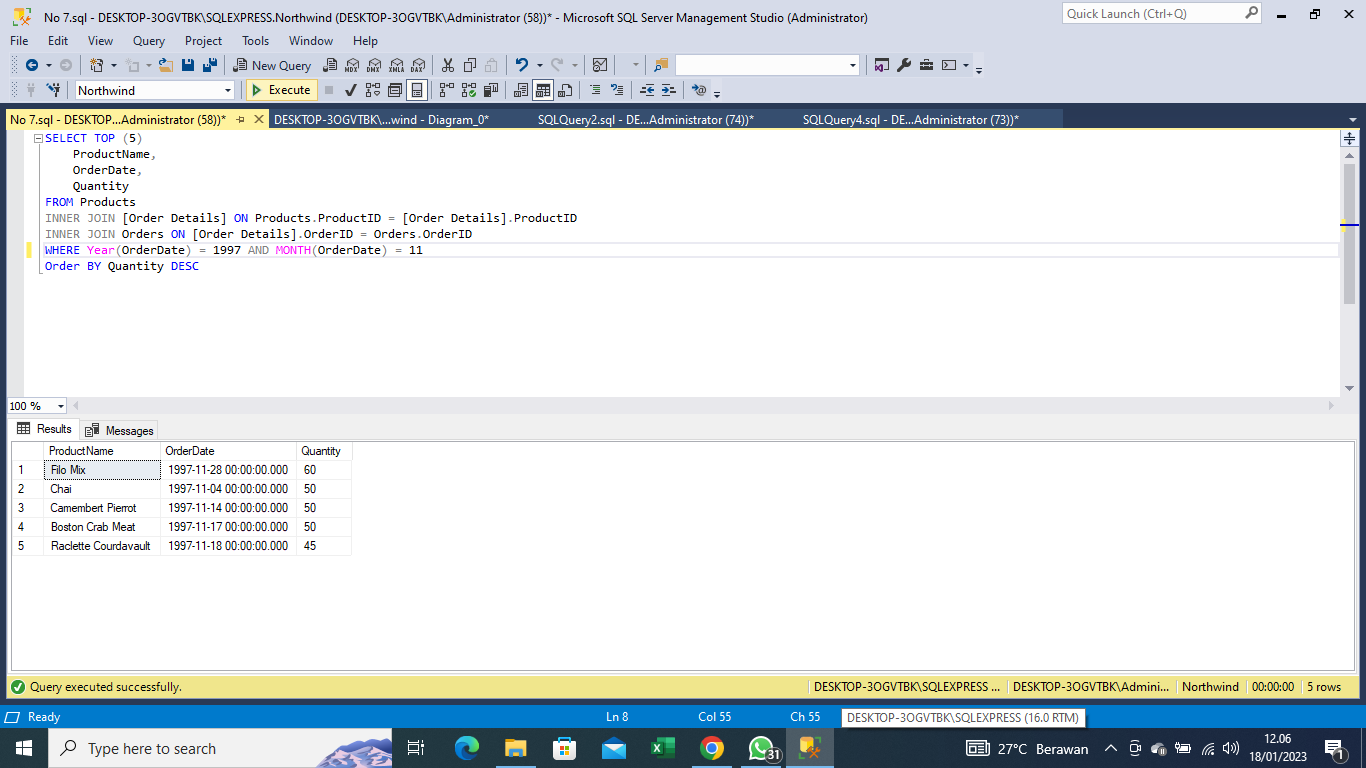 No 7.sql - DESKTOP-3OGVTBK\SQLEXPRESS.Northwind (DESKTOP-3OGVTBK\Administrator (58))* - Microsoft SQL Server Management Studio (Administrator)
Quick Launch (Ctrl+Q)
File Edit View Query Project Tools Window Help
New Query MDX DMX XMLA DAX
Northwind Execute
No 7.sql - DESKTOP...Administrator (58))* DESKTOP-3OGVTBK\...wind - Diagram_0* SQLQuery2.sql - DE...Administrator (74))* SQLQuery4.sql - DE...Administrator (73))*
SELECT TOP (5)
ProductName,
OrderDate,
Quantity
FROM Products
INNER JOIN [Order Details] ON Products.ProductID = [Order Details].ProductID
INNER JOIN Orders ON [Order Details].OrderID = Orders.OrderID
WHERE Year(OrderDate) = 1997 AND MONTH(OrderDate) = 11
Order BY Quantity DESC
100 %
Results Messages
ProductName OrderDate Quantity
1 Filo Mix 1997-11-28 00:00:00.000 60
2 Chai 1997-11-04 00:00:00.000 50
3 Camembert Pierrot 1997-11-14 00:00:00.000 50
4 Boston Crab Meat 1997-11-17 00:00:00.000 50
5 Raclette Courdavault 1997-11-18 00:00:00.000 45
Query executed successfully. DESKTOP-3OGVTBK\SQLEXPRESS ... DESKTOP-3OGVTBK\Admini... Northwind 00:00:00 5 rows
Ready Ln 8 Col 55 Ch 55 DESKTOP-3OGVTBK\SQLEXPRESS (16.0 RTM)
Type here to search 31 27°C Berawan 12.06
18/01/2023 1